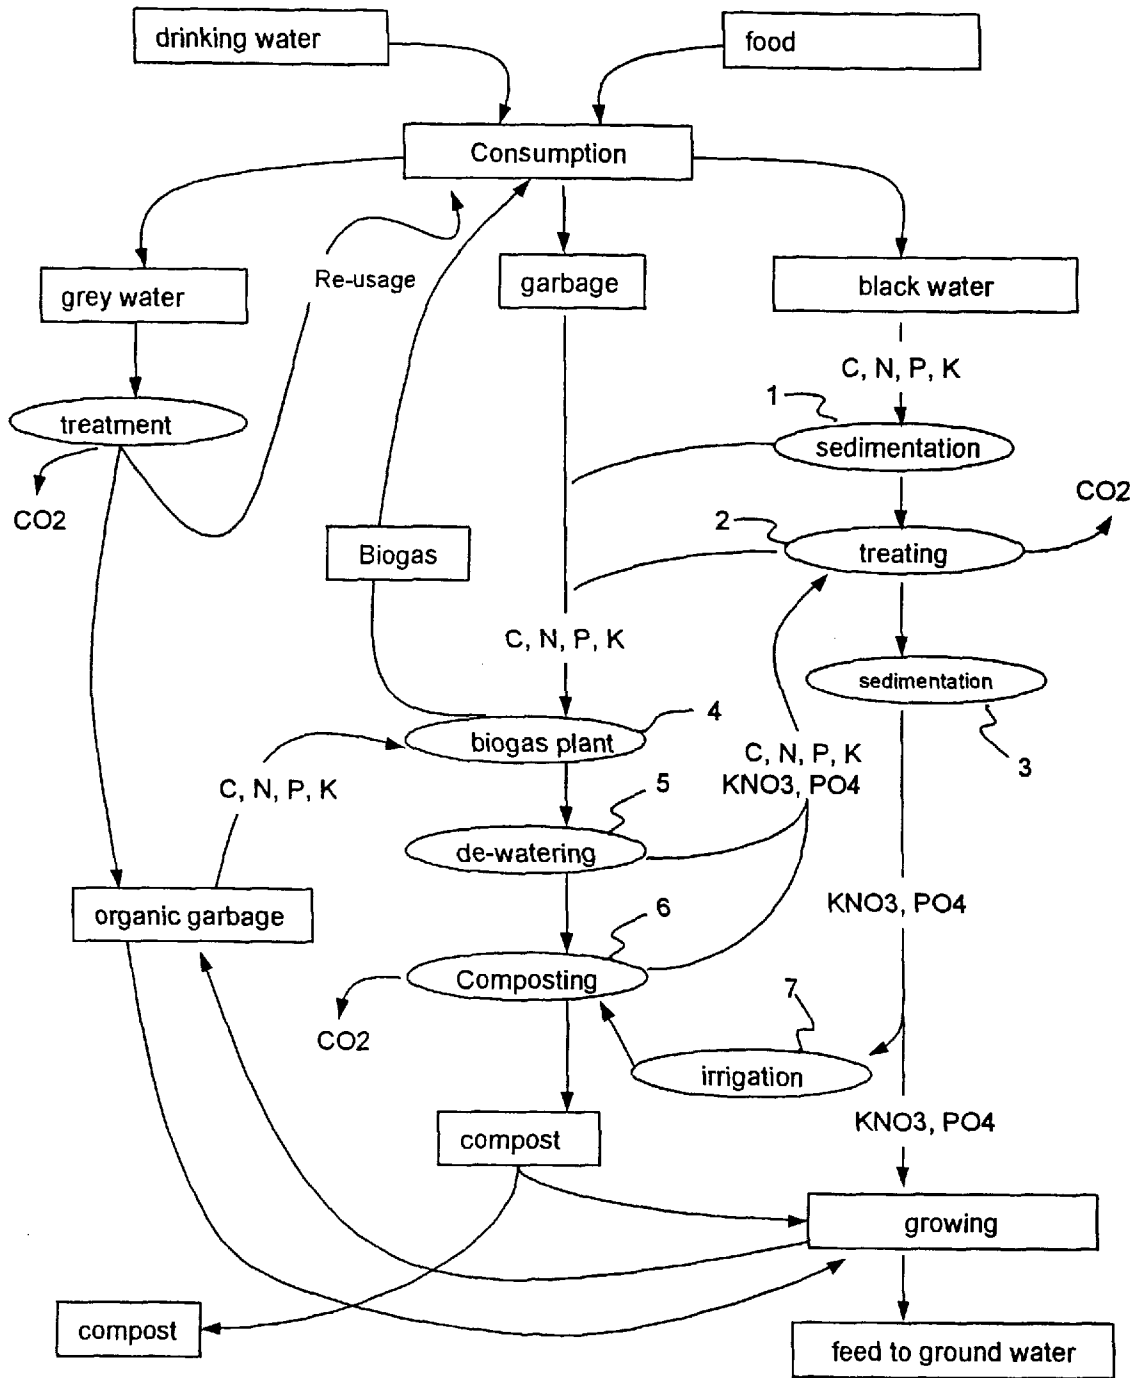 drinking water
food
Consumption
Re-usage
grey water
garbage
black water
C, N, P, K
1
treatment
sedimentation
CO2
CO2
2
Biogas
treating
C, N, P, K
sedimentation
4
biogas plant
C, N, P, K
KNO3, PO4
3
C, N, P, K
5
de-watering
organic garbage
KNO3, PO4
6
Composting
7
CO2
irrigation
KNO3, PO4
compost
growing
compost
feed to ground water